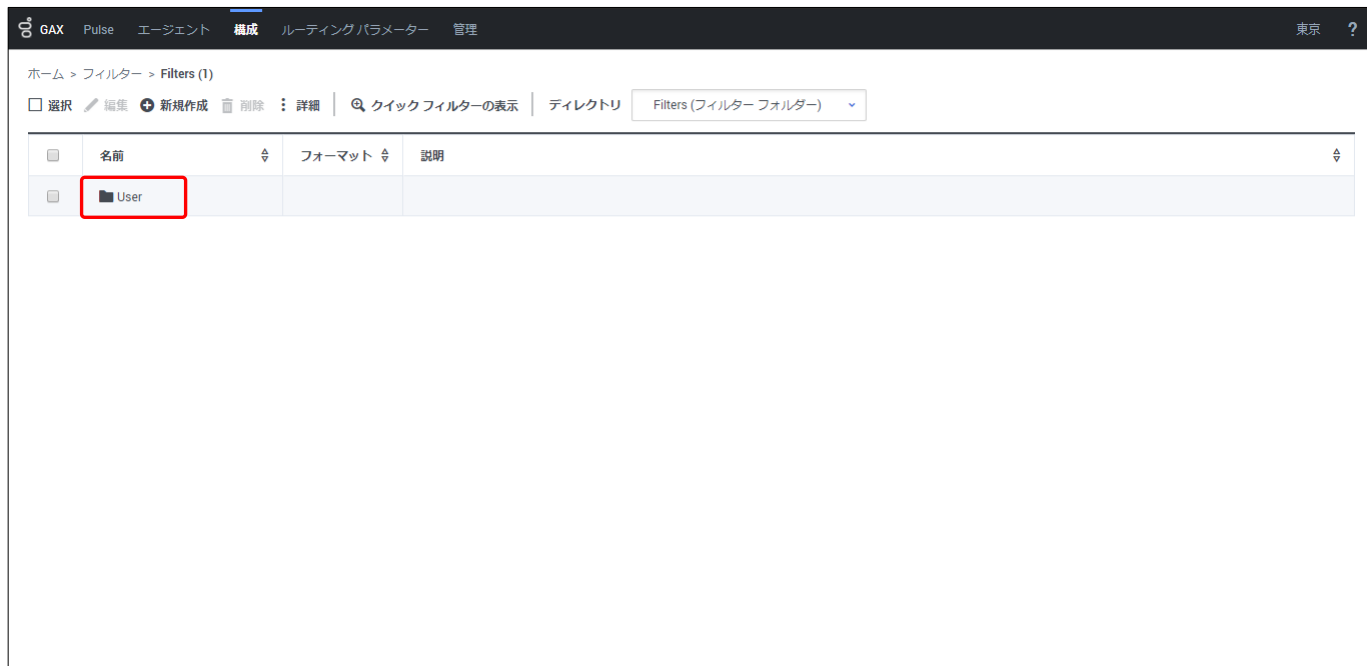 GAX Pulse エージェント 構成 ルーティング パラメーター 管理 東京 ?
ホーム > フィルター > Filters (1)
選択 編集 新規作成 削除 詳細 クイック フィルターの表示 ディレクトリ Filters (フィルター フォルダー)
名前 フォーマット 説明
User